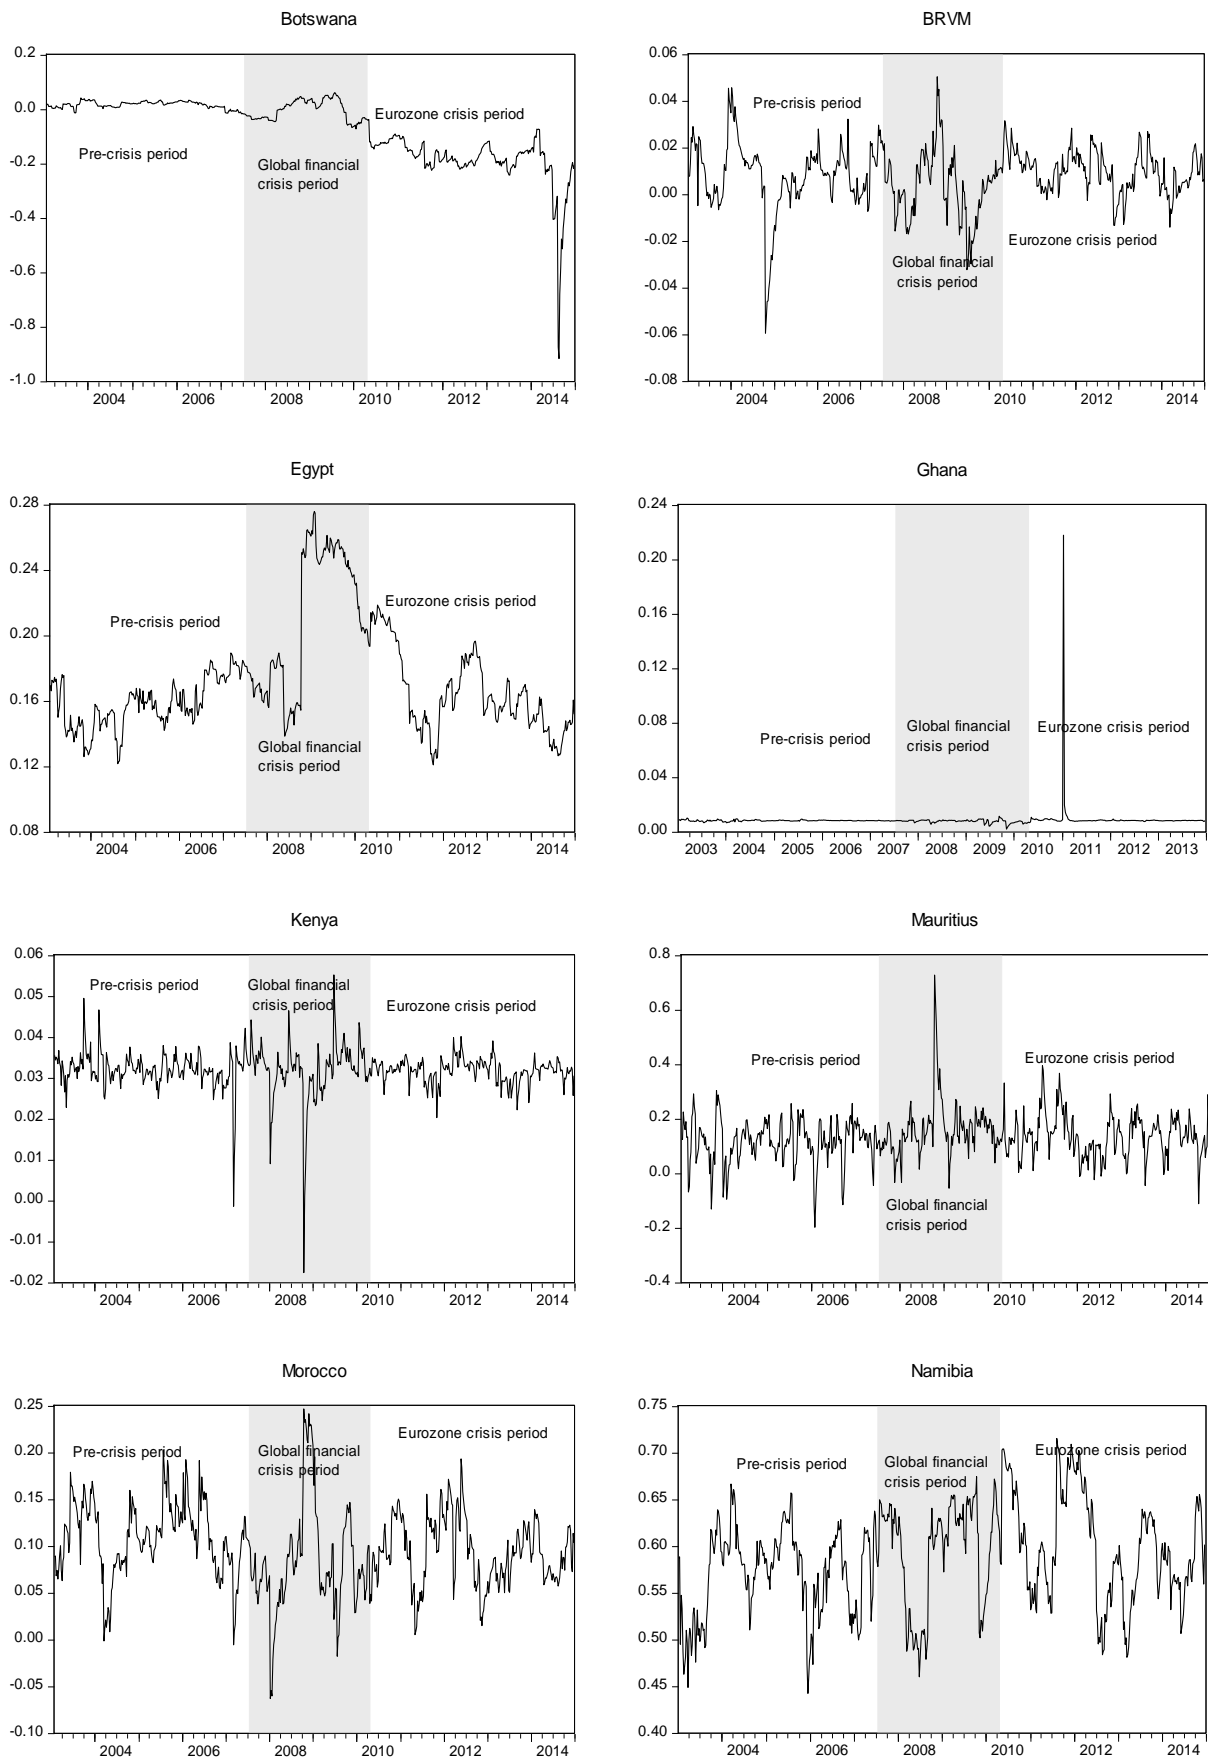 Botswana
0.2
0.0
-0.2
-0.4
-0.6
-0.8
-1.0
Pre-crisis period
Global financial
crisis period
Eurozone crisis period
2004 2006 2008 2010 2012 2014
BRVM
0.06
0.04
0.02
0.00
-0.02
-0.04
-0.06
-0.08
Pre-crisis period
Global financial
crisis period
Eurozone crisis period
2004 2006 2008 2010 2012 2014
Egypt
0.28
0.24
0.20
0.16
0.12
0.08
Pre-crisis period
Global financial
crisis period
Eurozone crisis period
2004 2006 2008 2010 2012 2014
Ghana
0.24
0.20
0.16
0.12
0.08
0.04
0.00
Pre-crisis period
Global financial
crisis period
Eurozone crisis period
2003 2004 2005 2006 2007 2008 2009 2010 2011 2012 2013
Kenya
0.06
0.05
0.04
0.03
0.02
0.01
0.00
-0.01
-0.02
Pre-crisis period
Global financial
crisis period
Eurozone crisis period
2004 2006 2008 2010 2012 2014
Mauritius
0.8
0.6
0.4
0.2
0.0
-0.2
-0.4
Pre-crisis period
Global financial
crisis period
Eurozone crisis period
2004 2006 2008 2010 2012 2014
Morocco
0.25
0.20
0.15
0.10
0.05
0.00
-0.05
-0.10
Pre-crisis period
Global financial
crisis period
Eurozone crisis period
2004 2006 2008 2010 2012 2014
Namibia
0.75
0.70
0.65
0.60
0.55
0.50
0.45
0.40
Pre-crisis period
Global financial
crisis period
Eurozone crisis period
2004 2006 2008 2010 2012 2014